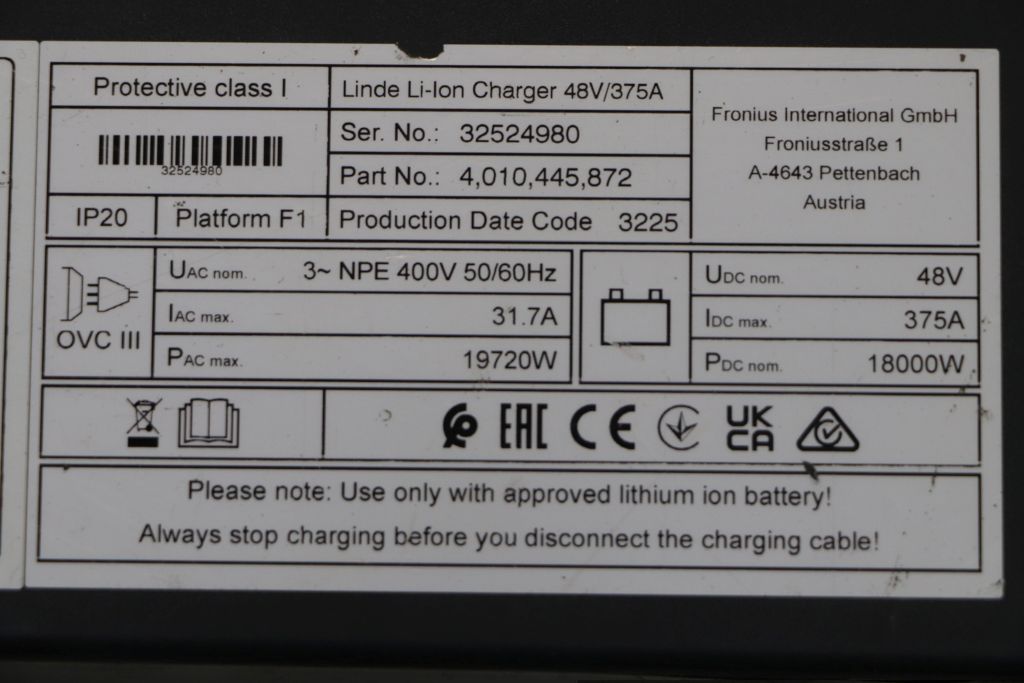 Protective class I
Linde Li-Ion Charger 48V/375A
Fronius International GmbH
Froniusstraße 1
A-4643 Pettenbach
Austria
32524980
Ser. No.: 32524980
Part No.: 4,010,445,872
IP20
Platform F1
Production Date Code 3225
OVC III
UAC nom. 3~ NPE 400V 50/60Hz
IAC max. 31.7A
PAC max. 19720W
UDC nom. 48V
IDC max. 375A
PDC nom. 18000W
EAC CE UK
CA
Please note: Use only with approved lithium ion battery!
Always stop charging before you disconnect the charging cable!